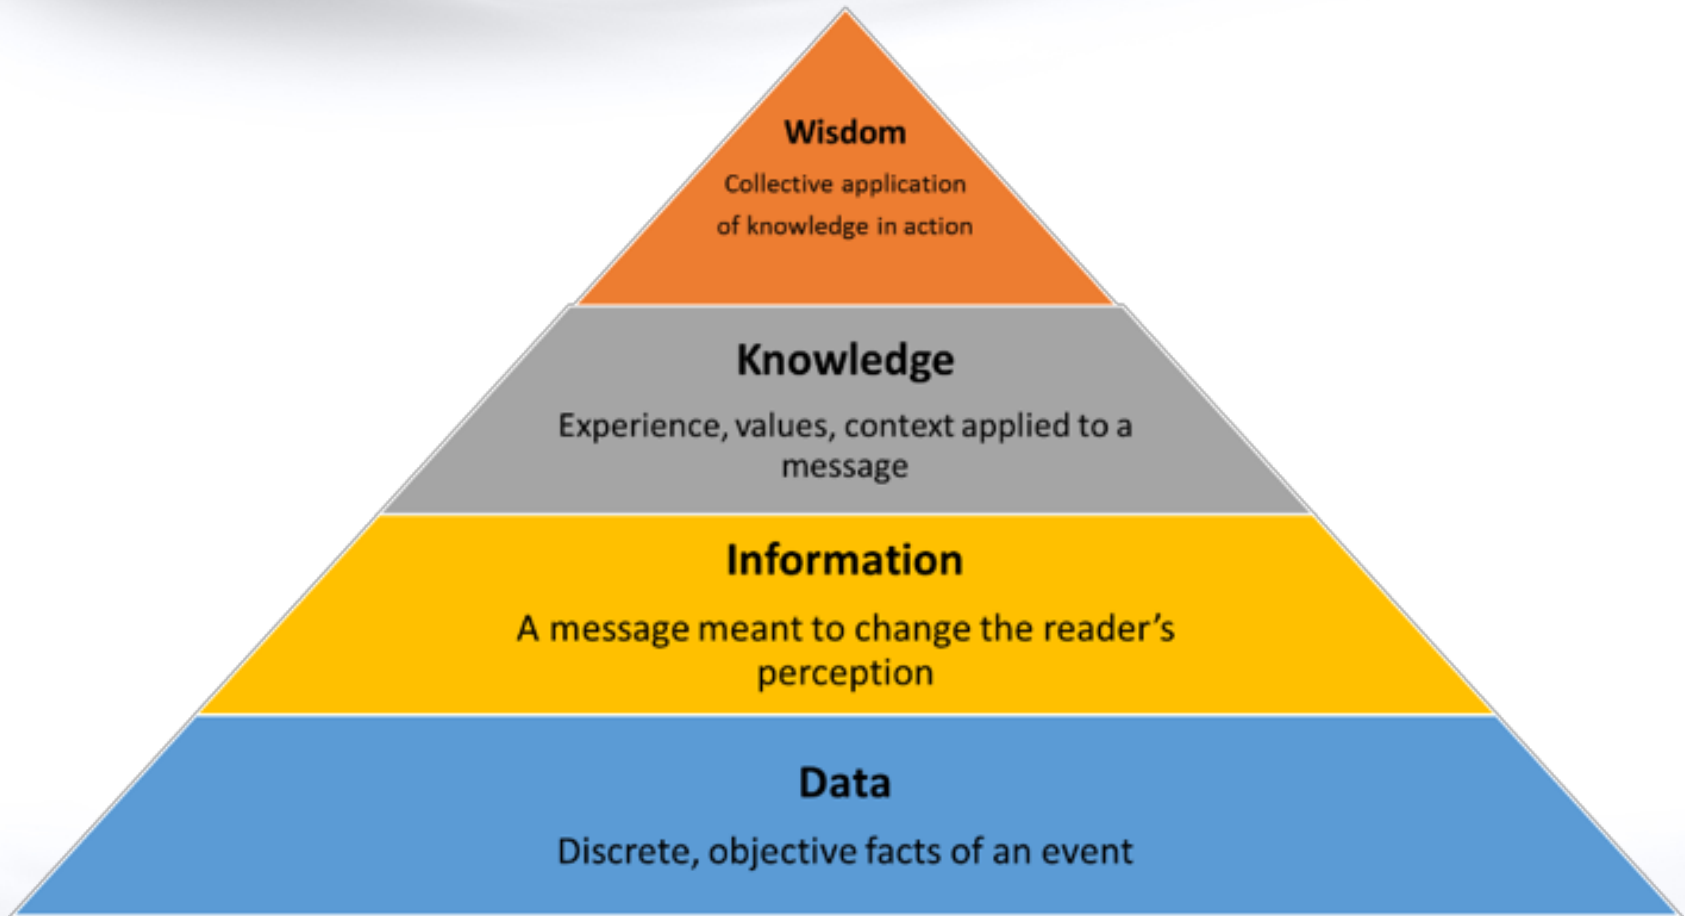 Wisdom
Collective application
of knowledge in action
Knowledge
Experience, values, context applied to a
message
Information
A message meant to change the reader’s
perception
Data
Discrete, objective facts of an event